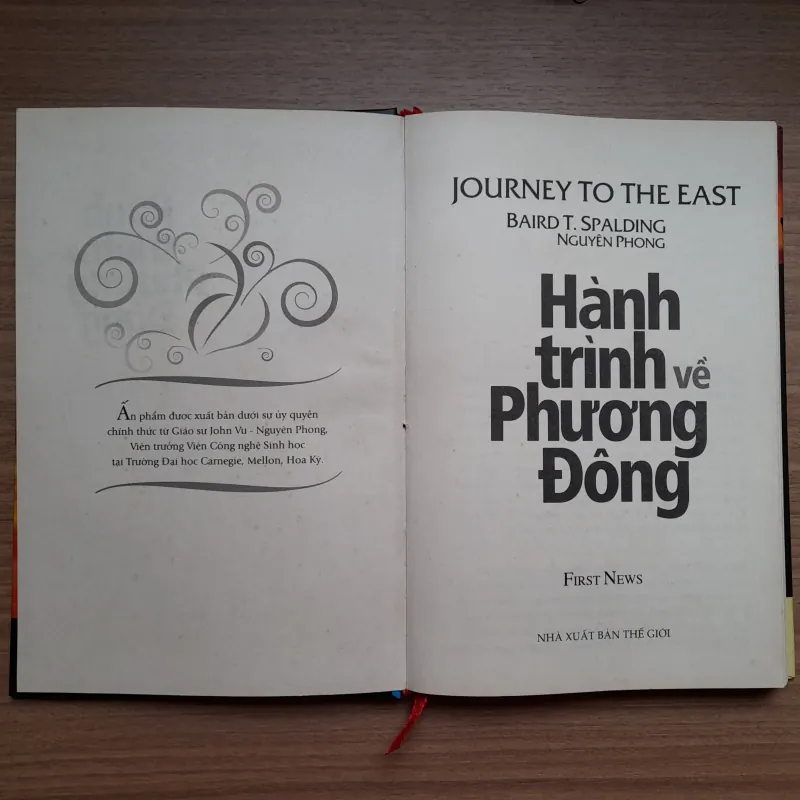 Ấn phẩm được xuất bản dưới sự ủy quyền
chính thức từ Giáo sư John Vu - Nguyên Phong,
Viện trưởng Viện Công nghệ Sinh học
tại Trường Đại học Carnegie, Mellon, Hoa Kỳ.
JOURNEY TO THE EAST
BAIRD T. SPALDING
NGUYÊN PHONG
Hành
trình về
Phương
Đông
FIRST NEWS
NHÀ XUẤT BẢN THẾ GIỚI